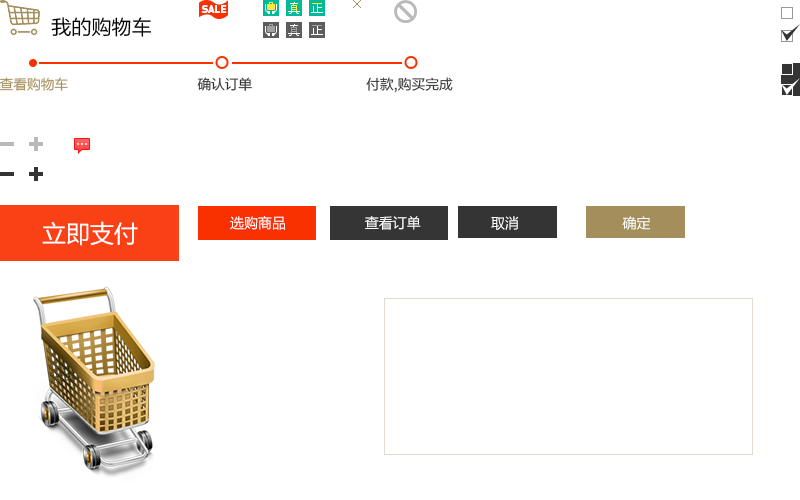 SALE
真 正
我的购物车
真 正
查看购物车 确认订单 付款,购买完成
立即支付 选购商品 查看订单 取消 确定